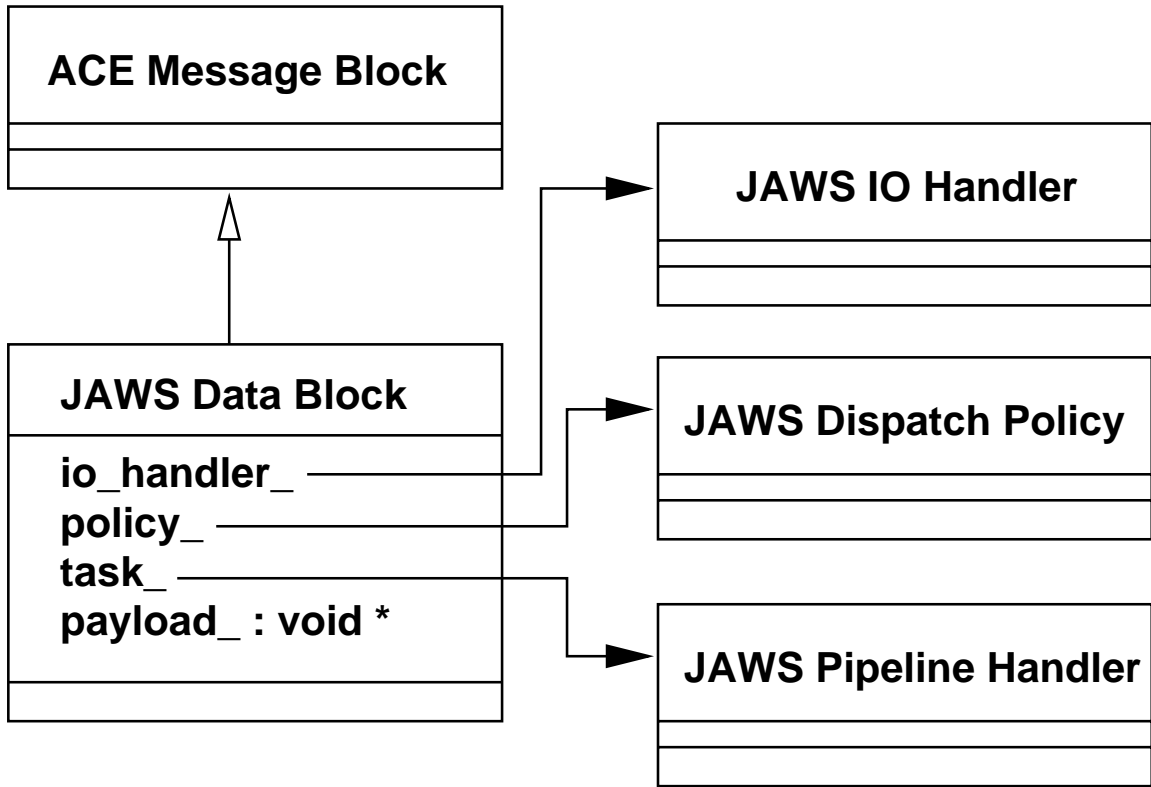 ACE Message Block
JAWS IO Handler
JAWS Data Block
io_handler_
policy_
task_
payload_ : void *
JAWS Dispatch Policy
JAWS Pipeline Handler